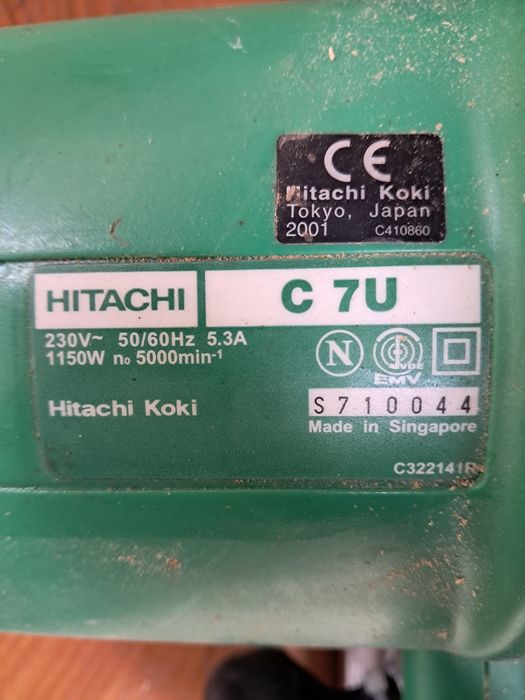 CE
Hitachi Koki
Tokyo, Japan
2001 C410860
HITACHI C 7U
230V~ 50/60Hz 5.3A
1150W n₀ 5000min⁻¹
N VDE
EMV
Hitachi Koki S710044
Made in Singapore
C322141R